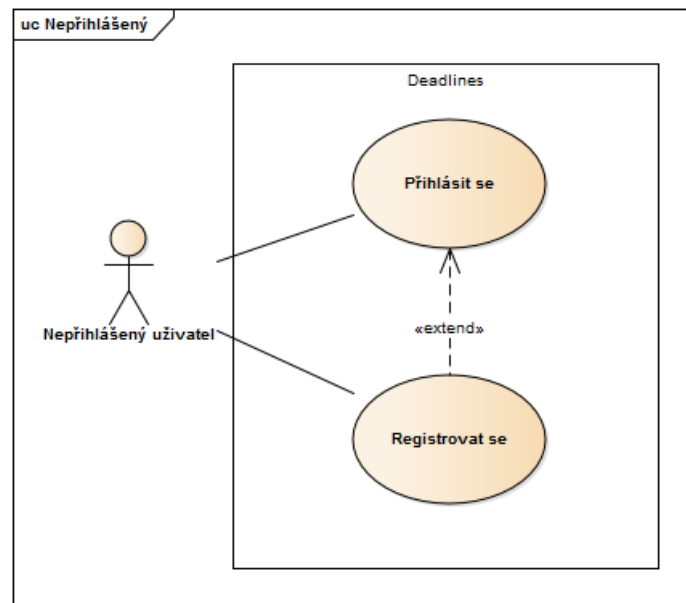 uc Nepřihlášený
Deadlines
Přihlásit se
Nepřihlášený uživatel
«extend»
Registrovat se